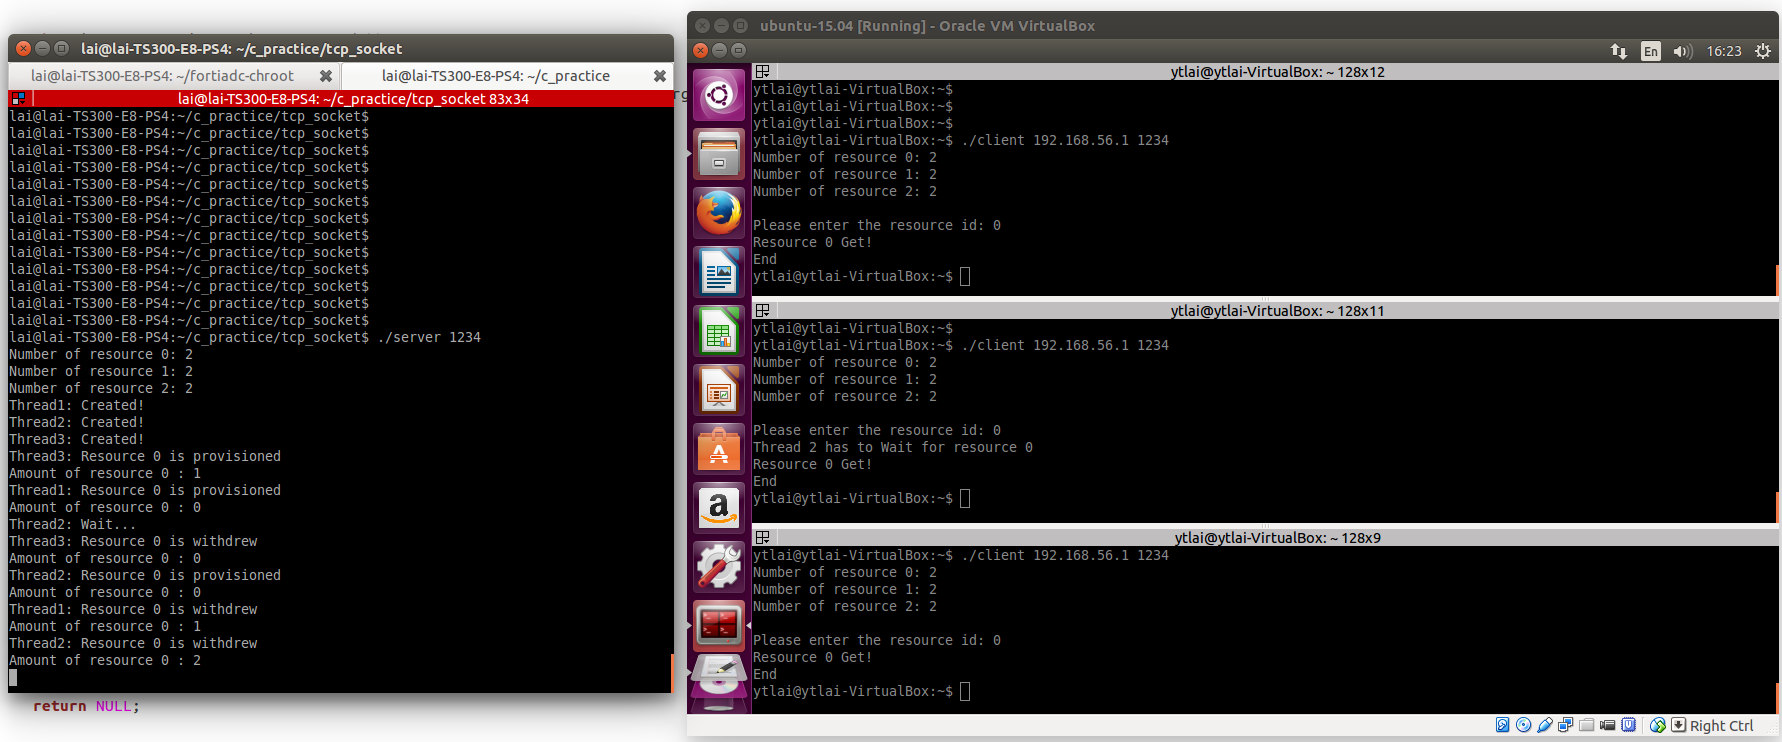 lai@lai-TS300-E8-PS4: ~/c_practice/tcp_socket
lai@lai-TS300-E8-PS4: ~/fortiadc-chroot
lai@lai-TS300-E8-PS4: ~/c_practice
lai@lai-TS300-E8-PS4: ~/c_practice/tcp_socket 83x34
lai@lai-TS300-E8-PS4:~/c_practice/tcp_socket$
lai@lai-TS300-E8-PS4:~/c_practice/tcp_socket$
lai@lai-TS300-E8-PS4:~/c_practice/tcp_socket$
lai@lai-TS300-E8-PS4:~/c_practice/tcp_socket$
lai@lai-TS300-E8-PS4:~/c_practice/tcp_socket$
lai@lai-TS300-E8-PS4:~/c_practice/tcp_socket$
lai@lai-TS300-E8-PS4:~/c_practice/tcp_socket$
lai@lai-TS300-E8-PS4:~/c_practice/tcp_socket$
lai@lai-TS300-E8-PS4:~/c_practice/tcp_socket$
lai@lai-TS300-E8-PS4:~/c_practice/tcp_socket$
lai@lai-TS300-E8-PS4:~/c_practice/tcp_socket$
lai@lai-TS300-E8-PS4:~/c_practice/tcp_socket$
lai@lai-TS300-E8-PS4:~/c_practice/tcp_socket$
lai@lai-TS300-E8-PS4:~/c_practice/tcp_socket$ ./server 1234
Number of resource 0: 2
Number of resource 1: 2
Number of resource 2: 2
Thread1: Created!
Thread2: Created!
Thread3: Created!
Thread3: Resource 0 is provisioned
Amount of resource 0 : 1
Thread1: Resource 0 is provisioned
Amount of resource 0 : 0
Thread2: Wait...
Thread3: Resource 0 is withdrew
Amount of resource 0 : 0
Thread2: Resource 0 is provisioned
Amount of resource 0 : 0
Thread1: Resource 0 is withdrew
Amount of resource 0 : 1
Thread2: Resource 0 is withdrew
Amount of resource 0 : 2
return NULL;
ubuntu-15.04 [Running] - Oracle VM VirtualBox
En 16:23
ytlai@ytlai-VirtualBox: ~ 128x12
ytlai@ytlai-VirtualBox:~$
ytlai@ytlai-VirtualBox:~$
ytlai@ytlai-VirtualBox:~$
ytlai@ytlai-VirtualBox:~$ ./client 192.168.56.1 1234
Number of resource 0: 2
Number of resource 1: 2
Number of resource 2: 2
Please enter the resource id: 0
Resource 0 Get!
End
ytlai@ytlai-VirtualBox:~$
ytlai@ytlai-VirtualBox: ~ 128x11
ytlai@ytlai-VirtualBox:~$
ytlai@ytlai-VirtualBox:~$ ./client 192.168.56.1 1234
Number of resource 0: 2
Number of resource 1: 2
Number of resource 2: 2
Please enter the resource id: 0
Thread 2 has to Wait for resource 0
Resource 0 Get!
End
ytlai@ytlai-VirtualBox:~$
ytlai@ytlai-VirtualBox: ~ 128x9
ytlai@ytlai-VirtualBox:~$ ./client 192.168.56.1 1234
Number of resource 0: 2
Number of resource 1: 2
Number of resource 2: 2
Please enter the resource id: 0
Resource 0 Get!
End
ytlai@ytlai-VirtualBox:~$
Right Ctrl